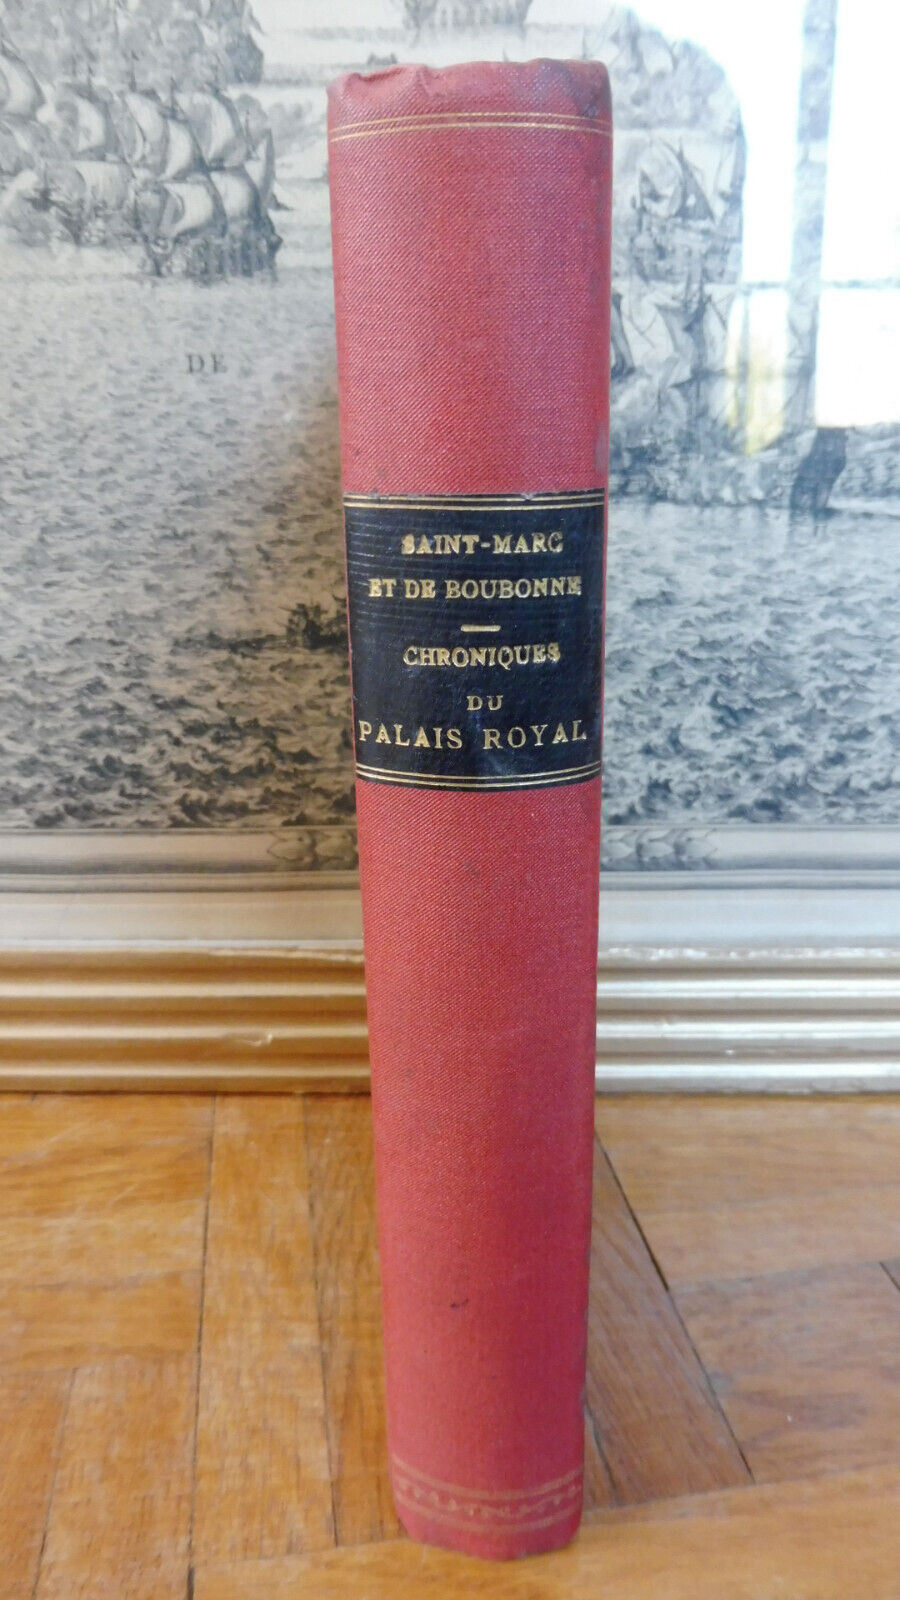 DE
SAINT-MARC
ET DE BOUBONNE
CHRONIQUES
DU
PALAIS ROYAL